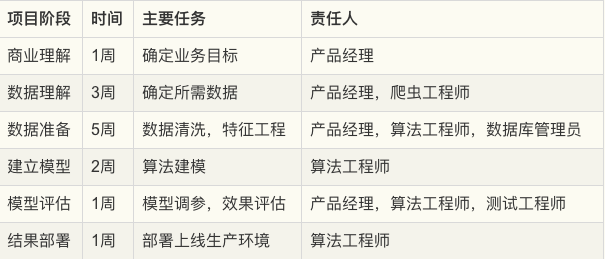 项目阶段 时间 主要任务 责任人
商业理解 1周 确定业务目标 产品经理
数据理解 3周 确定所需数据 产品经理，爬虫工程师
数据准备 5周 数据清洗，特征工程 产品经理，算法工程师，数据库管理员
建立模型 2周 算法建模 算法工程师
模型评估 1周 模型调参，效果评估 产品经理，算法工程师，测试工程师
结果部署 1周 部署上线生产环境 算法工程师